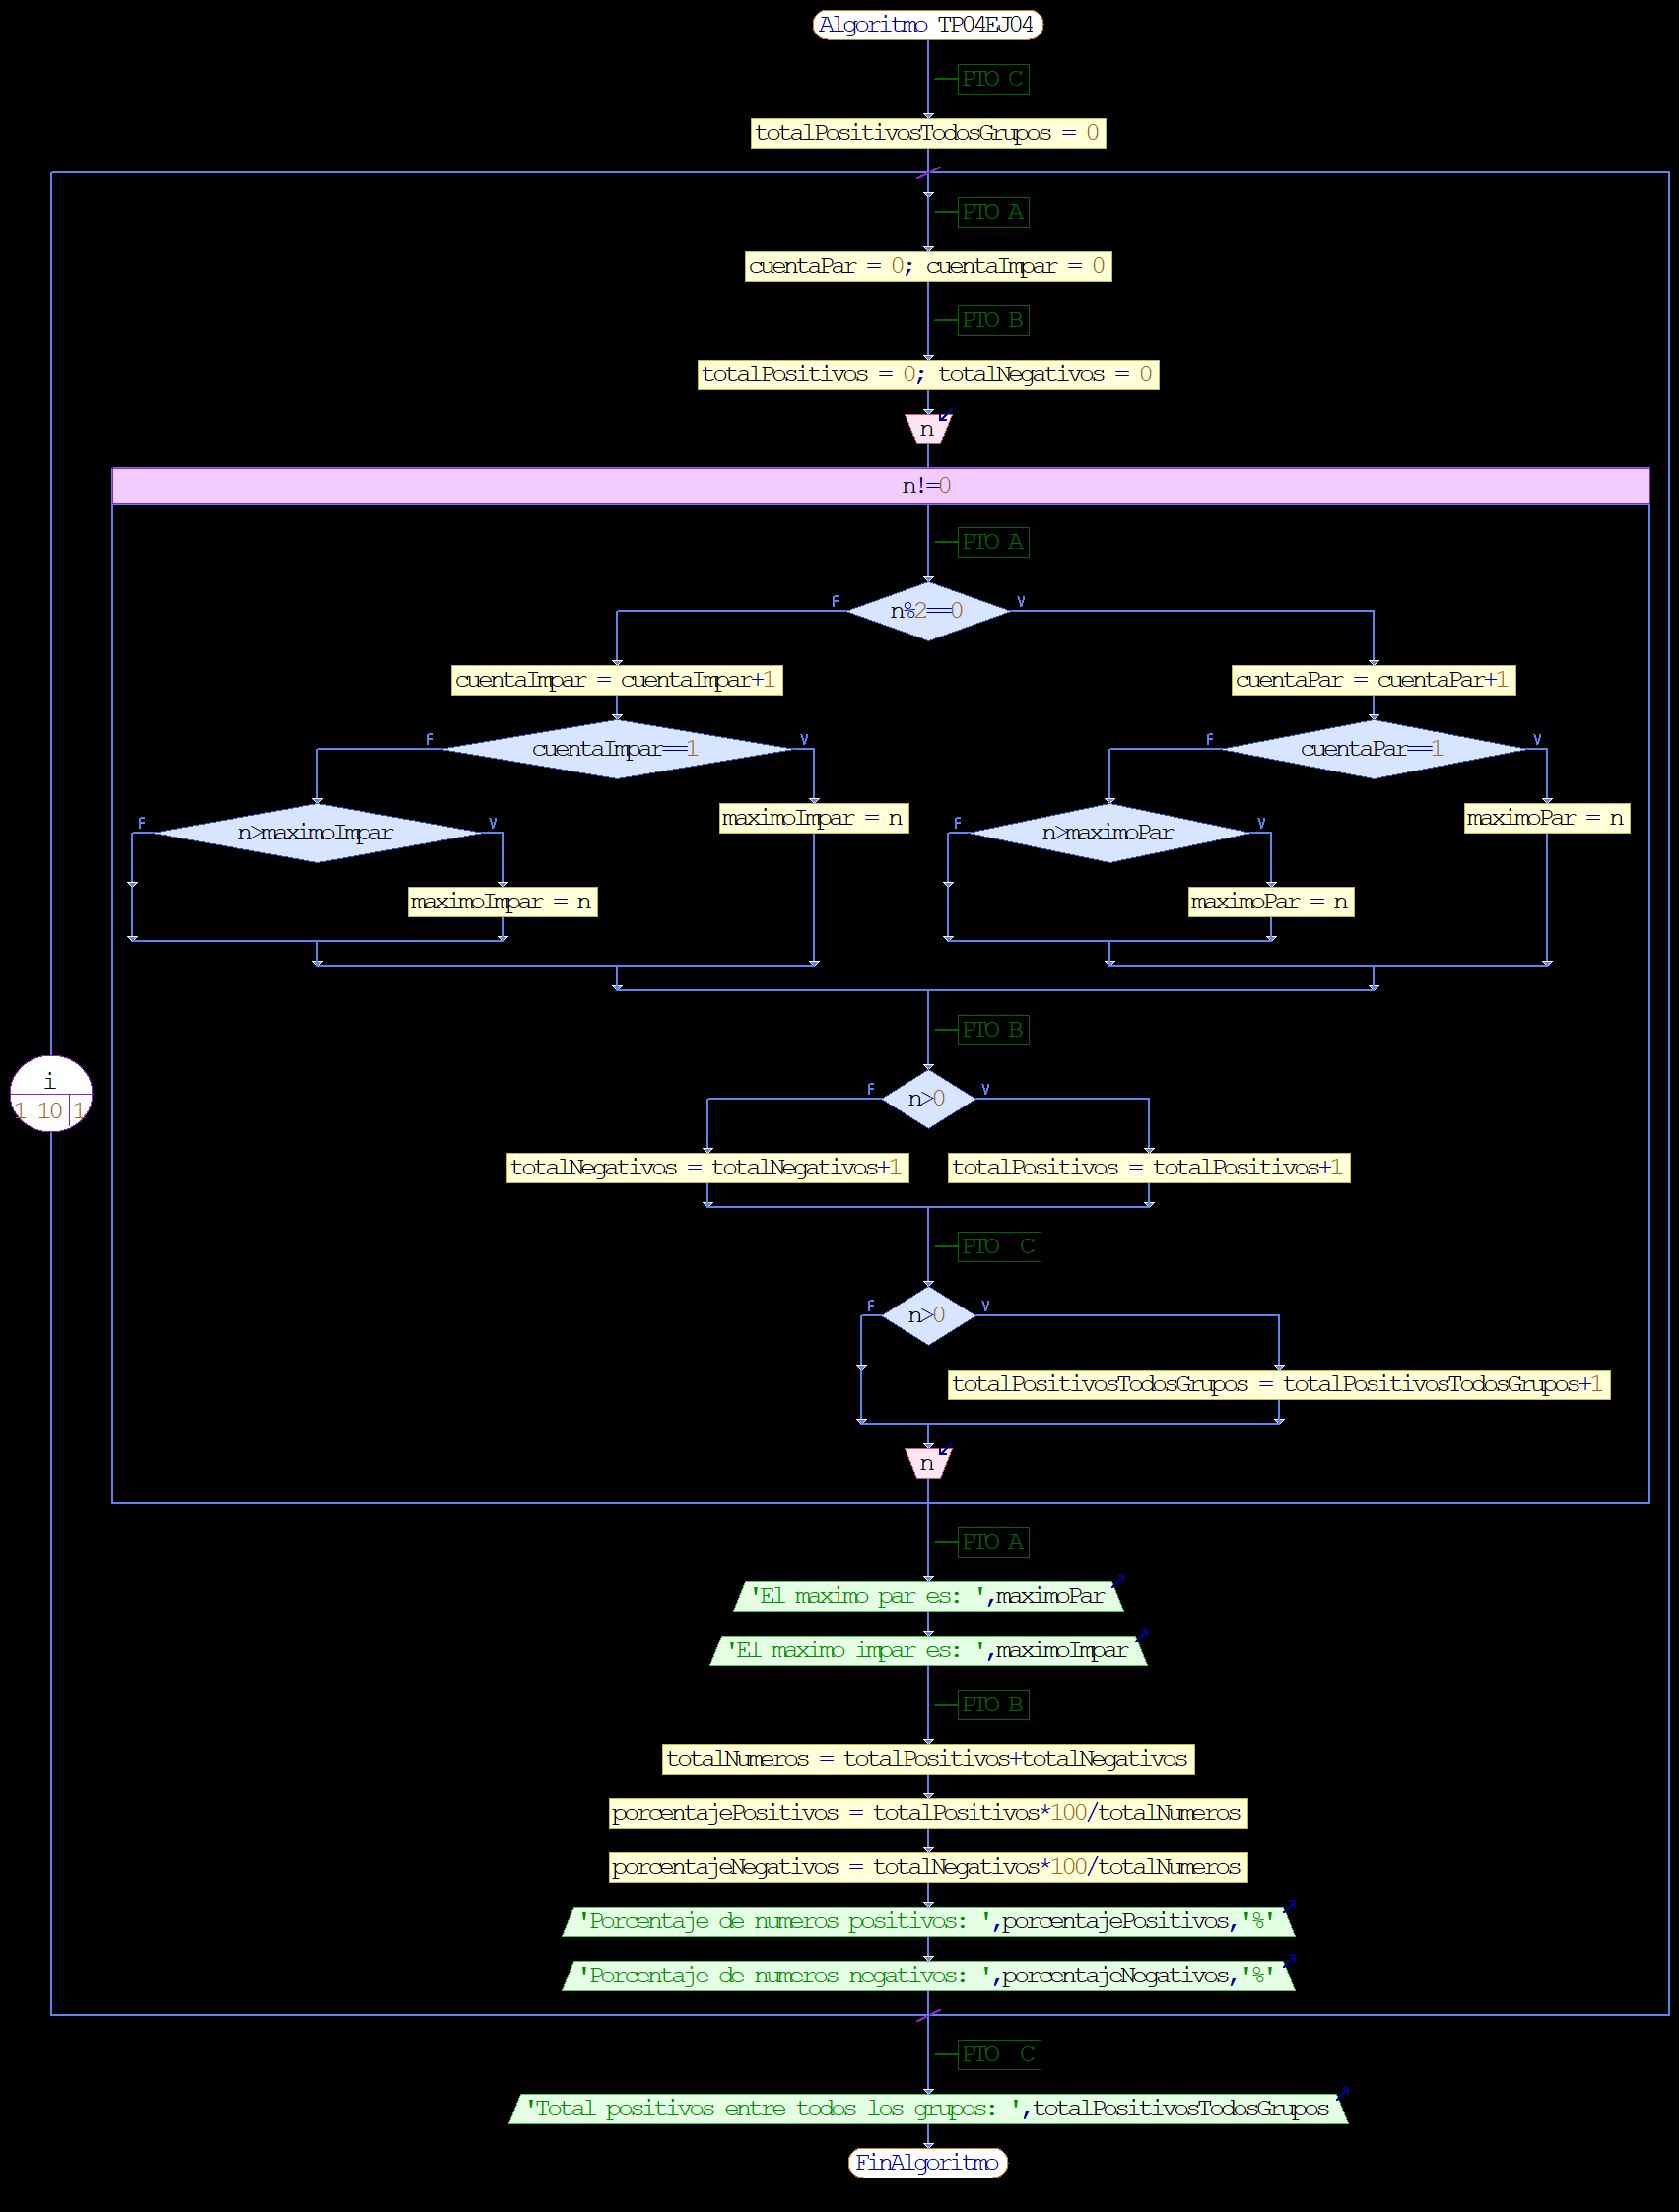 Algoritmo TP04EJ04
PTO C
totalPositivosTodosGrupos = 0
PTO A
cuentaPar = 0; cuentaImpar = 0
PTO B
totalPositivos = 0; totalNegativos = 0
n
n!=0
PTO A
F
n%2==0
V
cuentaImpar = cuentaImpar+1
cuentaPar = cuentaPar+1
F
cuentaImpar==1
V
F
cuentaPar==1
V
F
n>maximoImpar
V
maximoImpar = n
F
n>maximoPar
V
maximoPar = n
maximoImpar = n
maximoPar = n
PTO B
i
1 10 1
F
n>0
V
totalNegativos = totalNegativos+1
totalPositivos = totalPositivos+1
PTO  C
F
n>0
V
totalPositivosTodosGrupos = totalPositivosTodosGrupos+1
n
PTO A
'El maximo par es: ',maximoPar
'El maximo impar es: ',maximoImpar
PTO B
totalNumeros = totalPositivos+totalNegativos
porcentajePositivos = totalPositivos*100/totalNumeros
porcentajeNegativos = totalNegativos*100/totalNumeros
'Porcentaje de numeros positivos: ',porcentajePositivos,'%'
'Porcentaje de numeros negativos: ',porcentajeNegativos,'%'
PTO  C
'Total positivos entre todos los grupos: ',totalPositivosTodosGrupos
FinAlgoritmo